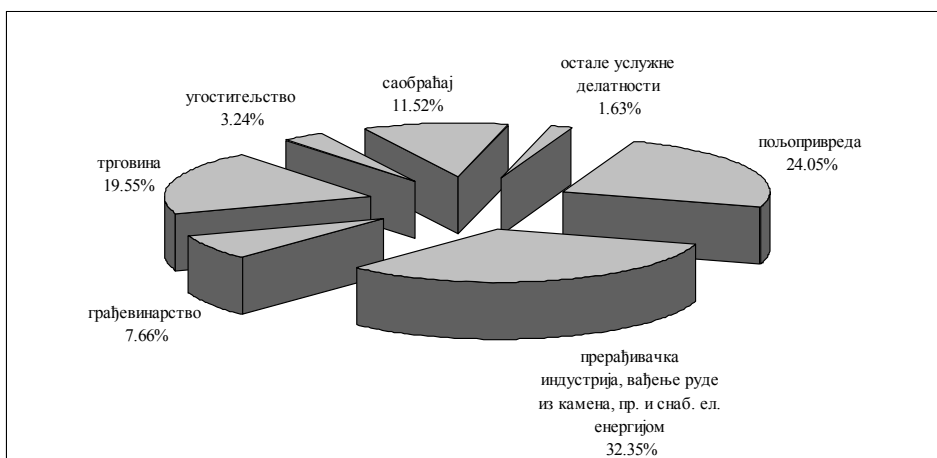 остале услужне
делатности
1.63%
саобраћај
11.52%
угоститељство
3.24%
пољопривреда
24.05%
трговина
19.55%
грађевинарство
7.66%
прерађивачка
индустрија, вађење руде
из камена, пр. и снаб. ел.
енергијом
32.35%